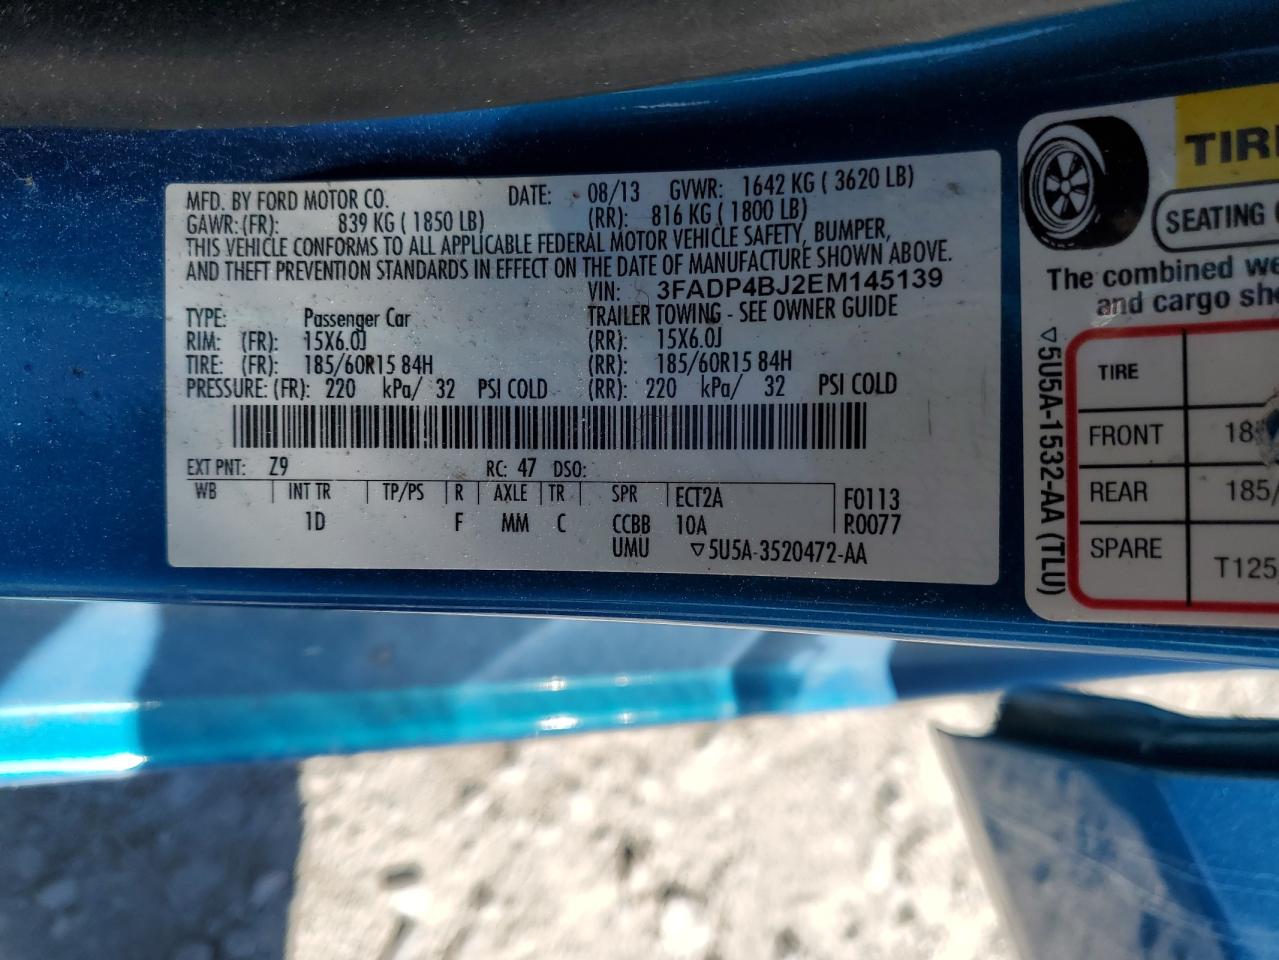 MFD. BY FORD MOTOR CO. DATE: 08/13 GVWR: 1642 KG ( 3620 LB)
GAWR: (FR): 839 KG ( 1850 LB) (RR): 816 KG ( 1800 LB)
THIS VEHICLE CONFORMS TO ALL APPLICABLE FEDERAL MOTOR VEHICLE SAFETY, BUMPER,
AND THEFT PREVENTION STANDARDS IN EFFECT ON THE DATE OF MANUFACTURE SHOWN ABOVE.
VIN: 3FADP4BJ2EM145139
TYPE: Passenger Car TRAILER TOWING - SEE OWNER GUIDE
RIM: (FR): 15X6.0J (RR): 15X6.0J
TIRE: (FR): 185/60R15 84H (RR): 185/60R15 84H
PRESSURE: (FR): 220 kPa/ 32 PSI COLD (RR): 220 kPa/ 32 PSI COLD
EXT PNT: Z9 RC: 47 DSO:
WB INT TR TP/PS R AXLE TR SPR ECT2A F0113
1D F MM C CCBB 10A R0077
UMU ▽5U5A-3520472-AA
SEATING
The combined
and cargo
▽5U5A-1532-AA (TLU)
TIRE
FRONT
REAR 185/
SPARE T125